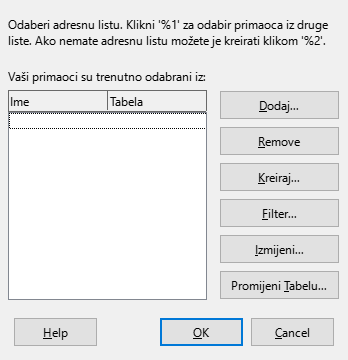 Odaberi adresnu listu. Klikni '%1' za odabir primaoca iz druge
liste. Ako nemate adresnu listu možete je kreirati klikom '%2'.
Vaši primaoci su trenutno odabrani iz:
Ime Tabela
Dodaj...
Remove
Kreiraj...
Filter...
Izmijeni...
Promijeni Tabelu...
Help OK Cancel